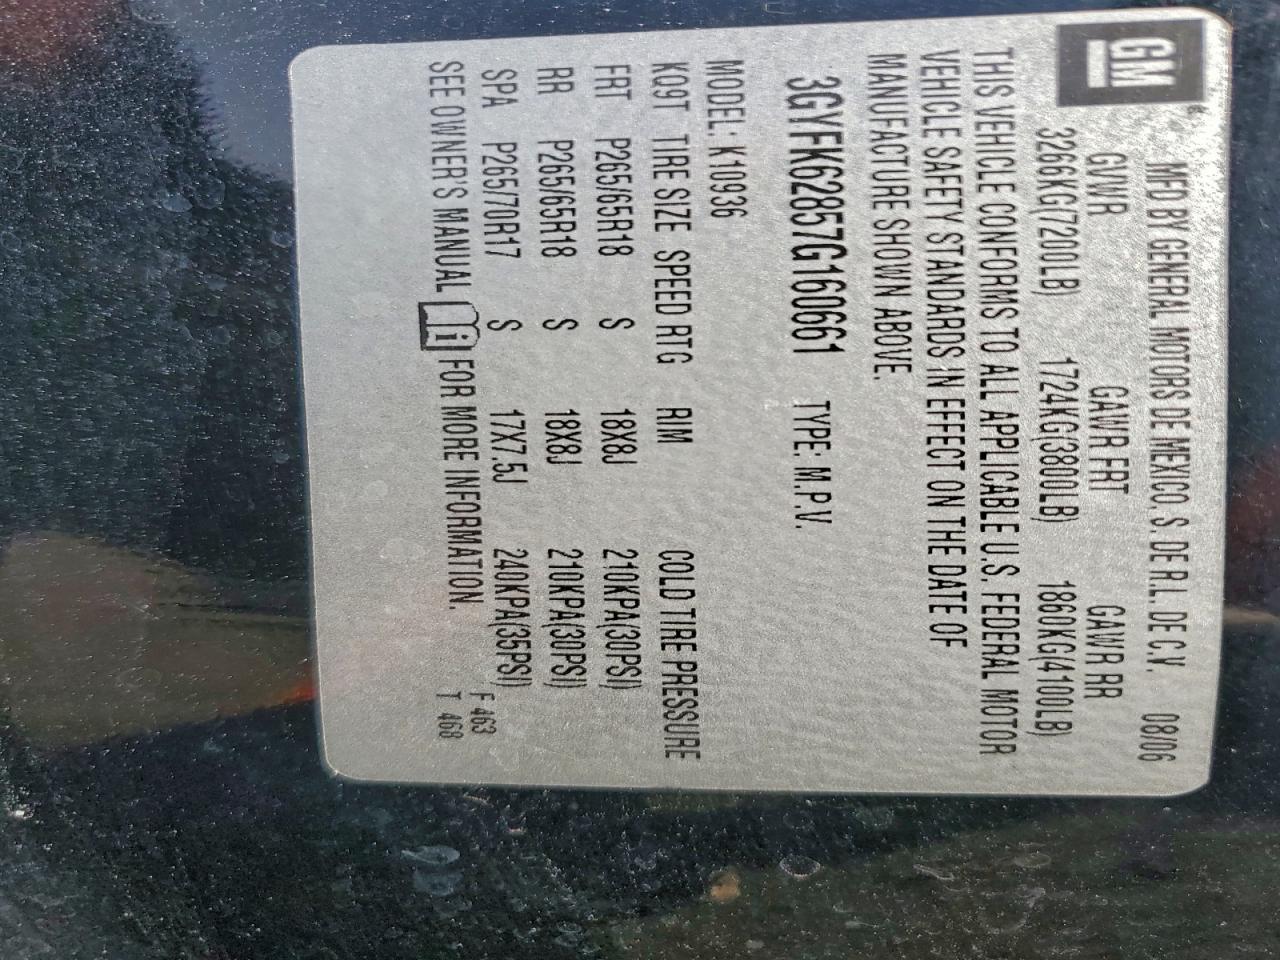 GM
MFD BY GENERAL MOTORS DE MEXICO. S. DE R.L. DE C.V. 08/06
GVWR GAWR FRT GAWR RR
3266KG(7200LB) 1724KG(3800LB) 1860KG(4100LB)
THIS VEHICLE CONFORMS TO ALL APPLICABLE U.S. FEDERAL MOTOR
VEHICLE SAFETY STANDARDS IN EFFECT ON THE DATE OF
MANUFACTURE SHOWN ABOVE.
3GYFK62857G160661 TYPE: M.P.V.
MODEL: K10936
K09T TIRE SIZE SPEED RTG RIM COLD TIRE PRESSURE
FRT P265/65R18 S 18X8J 210KPA(30PSI)
RR P265/65R18 S 18X8J 210KPA(30PSI)
SPA P265/70R17 S 17X7.5J 240KPA(35PSI)
SEE OWNER'S MANUAL i FOR MORE INFORMATION.
F 463
T 468